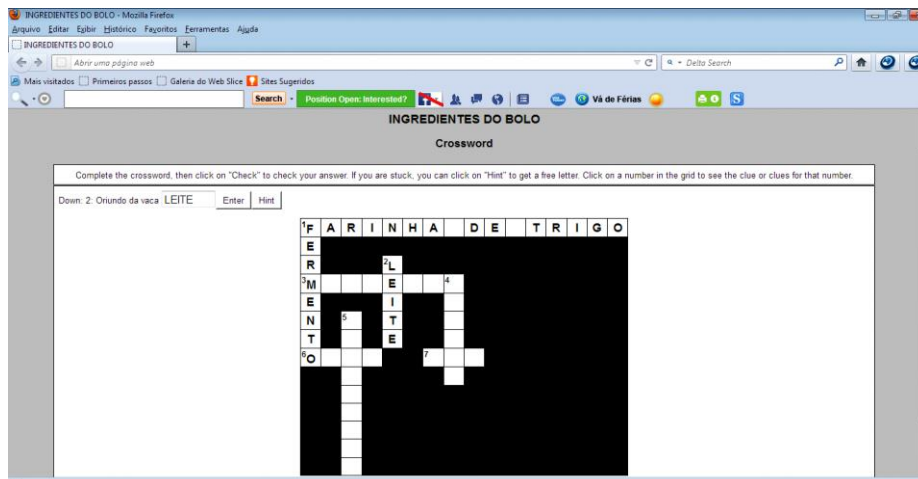 INGREDIENTES DO BOLO - Mozilla Firefox
Arquivo Editar Exibir Histórico Favoritos Ferramentas Ajuda
INGREDIENTES DO BOLO +
Abrir uma página web Delta Search
Mais visitados Primeiros passos Galeria do Web Slice Sites Sugeridos
Search Position Open: Interested? Vá de Férias 0 S
INGREDIENTES DO BOLO
Crossword
Complete the crossword, then click on "Check" to check your answer. If you are stuck, you can click on "Hint" to get a free letter. Click on a number in the grid to see the clue or clues for that number.
Down: 2: Oriundo da vaca LEITE Enter Hint
1 F A R I N H A D E T R I G O
E
R 2 L
3 M E 4
E I
N 5 T
T E
6 O 7